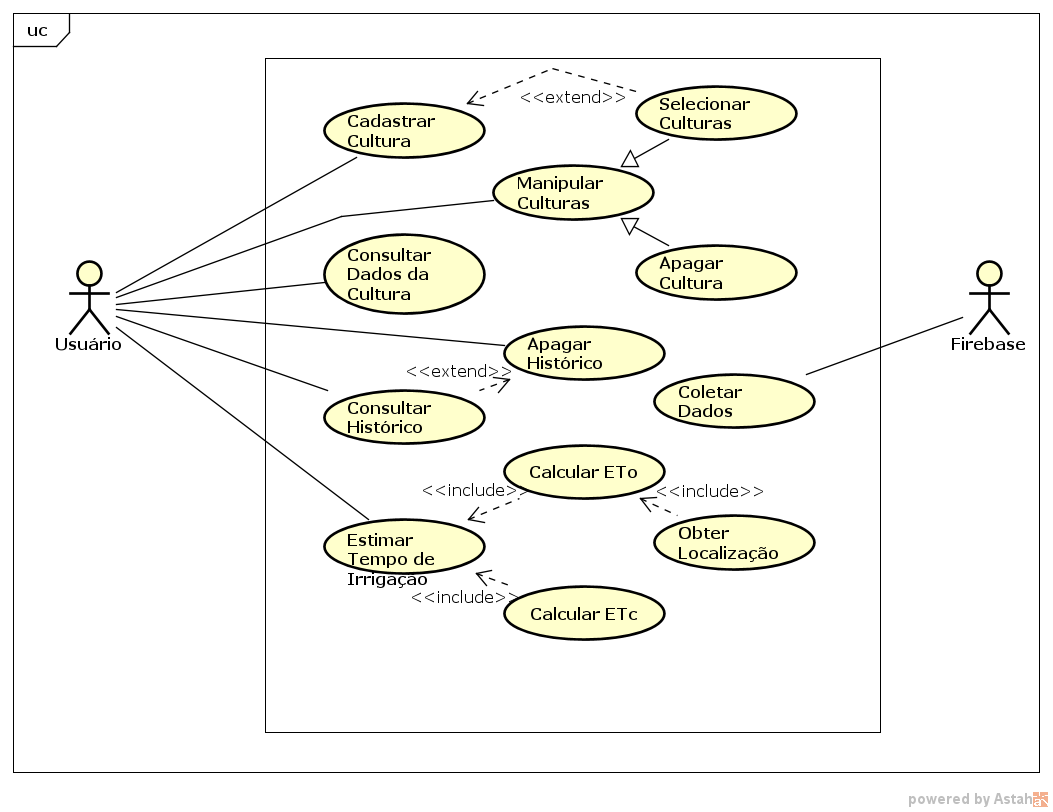 uc
<<extend>>
Selecionar
Culturas
Cadastrar
Cultura
Manipular
Culturas
Consultar
Dados da
Cultura
Apagar
Cultura
Usuário
Firebase
Apagar
Histórico
<<extend>>
Coletar
Dados
Consultar
Histórico
Calcular ETo
<<include>
<<include>>
Estimar
Tempo de
Irrigação
Obter
Localização
<<include>>
Calcular ETc
powered by Astah